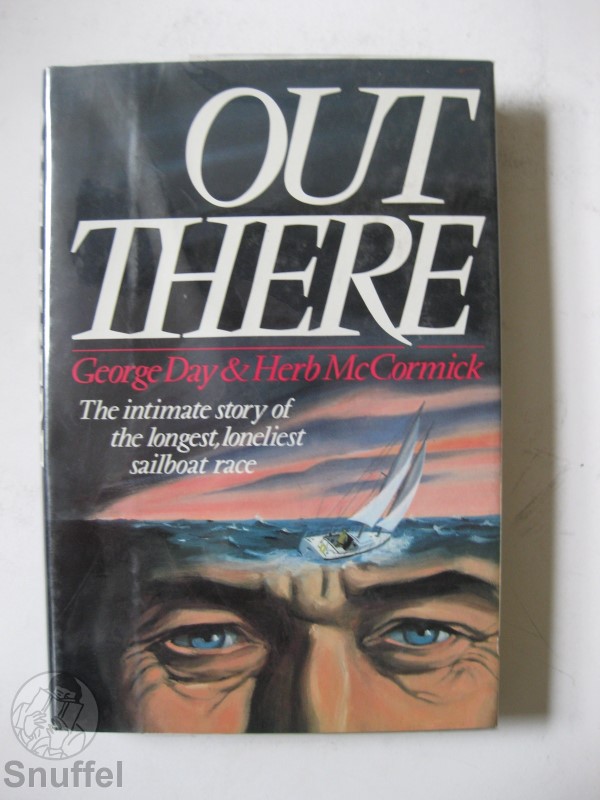 OUT
THERE
George Day & Herb McCormick
The intimate story of
the longest, loneliest
sailboat race
Snuffel